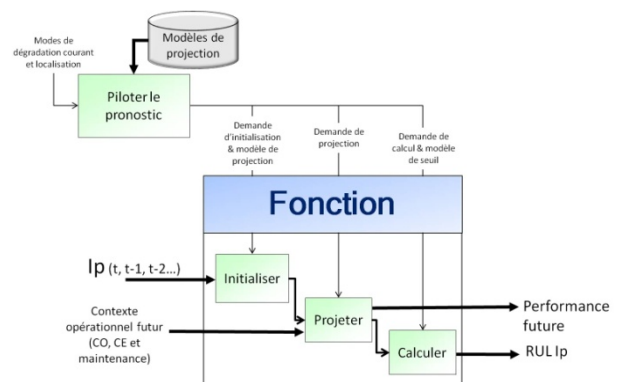 Modes de
dégradation courant
et localisation
Modèles de
projection
Piloter le
pronostic
Demande
d'initialisation
& modèle de
projection
Demande de
projection
Demande de
calcul & modèle
de seuil
Fonction
Ip (t, t-1, t-2...)
Initialiser
Contexte
opérationnel futur
(CO, CE et
maintenance)
Projeter
Performance
future
Calculer
RUL Ip